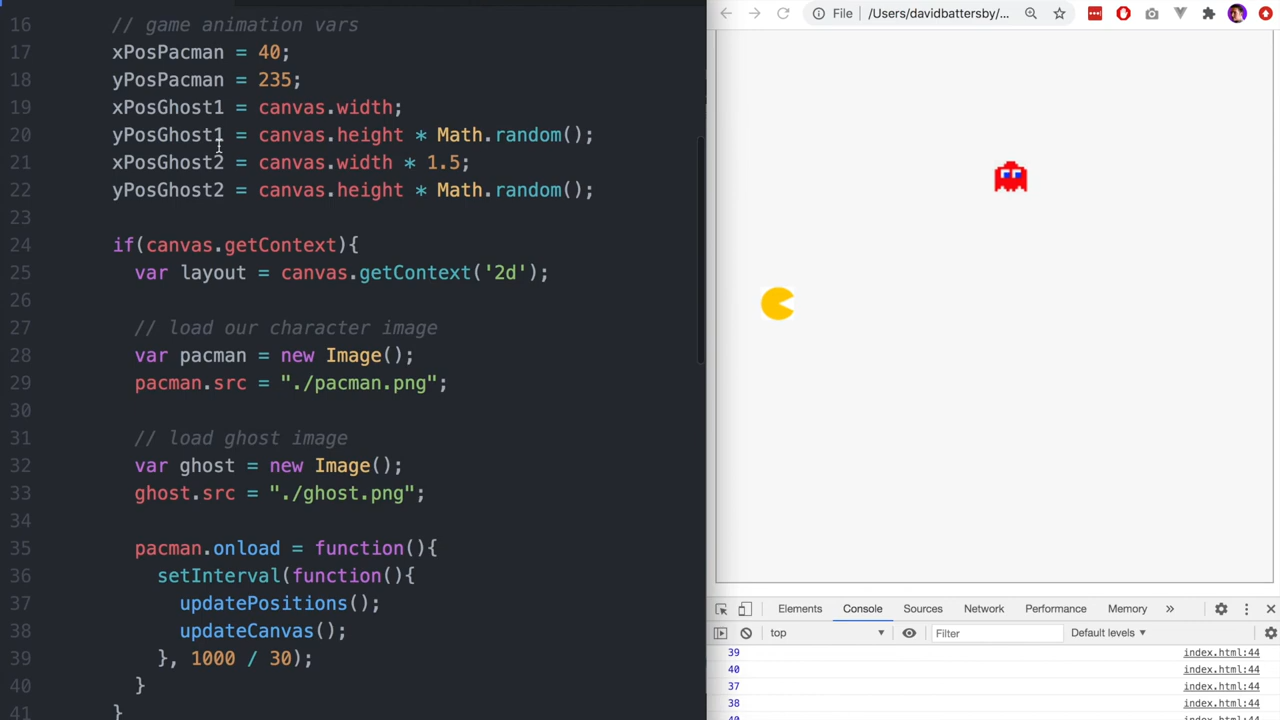 16 // game animation vars
17 xPosPacman = 40;
18 yPosPacman = 235;
19 xPosGhost1 = canvas.width;
20 yPosGhost1 = canvas.height * Math.random();
21 xPosGhost2 = canvas.width * 1.5;
22 yPosGhost2 = canvas.height * Math.random();
23
24 if(canvas.getContext){
25 var layout = canvas.getContext('2d');
26
27 // load our character image
28 var pacman = new Image();
29 pacman.src = "./pacman.png";
30
31 // load ghost image
32 var ghost = new Image();
33 ghost.src = "./ghost.png";
34
35 pacman.onload = function(){
36 setInterval(function(){
37 updatePositions();
38 updateCanvas();
39 }, 1000 / 30);
40 }
41 }
File /Users/davidbattersby/...
Elements Console Sources Network Performance Memory »
top Filter Default levels
39 index.html:44
40 index.html:44
37 index.html:44
38 index.html:44
40 index.html:44